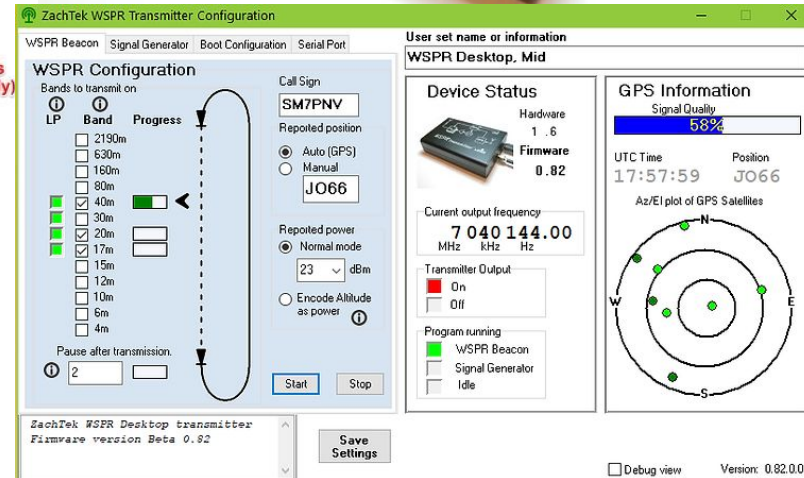 ZachTek WSPR Transmitter Configuration
WSPR Beacon Signal Generator Boot Configuration Serial Port
s
y)
WSPR Configuration
Bands to transmit on
LP Band Progress
2190m
630m
160m
80m
40m
30m
20m
17m
15m
12m
10m
6m
4m
Pause after transmission.
2
Call Sign
SM7PNV
Reported position
Auto (GPS)
Manual
JO66
Reported power
Normal mode
23 dBm
Encode Altitude
as power
Start Stop
ZachTek WSPR Desktop transmitter
Firmware version Beta 0.82
Save
Settings
User set name or information
WSPR Desktop, Mid
Device Status
Hardware
1 .6
Firmware
0.82
Current output frequency
7 040 144.00
MHz kHz Hz
Transmitter Output
On
Off
Program running
WSPR Beacon
Signal Generator
Idle
GPS Information
Signal Quality
58%
UTC Time Position
17:57:59 JO66
Az/El plot of GPS Satellites
N
W E
S
Debug view Version: 0.82.0.0